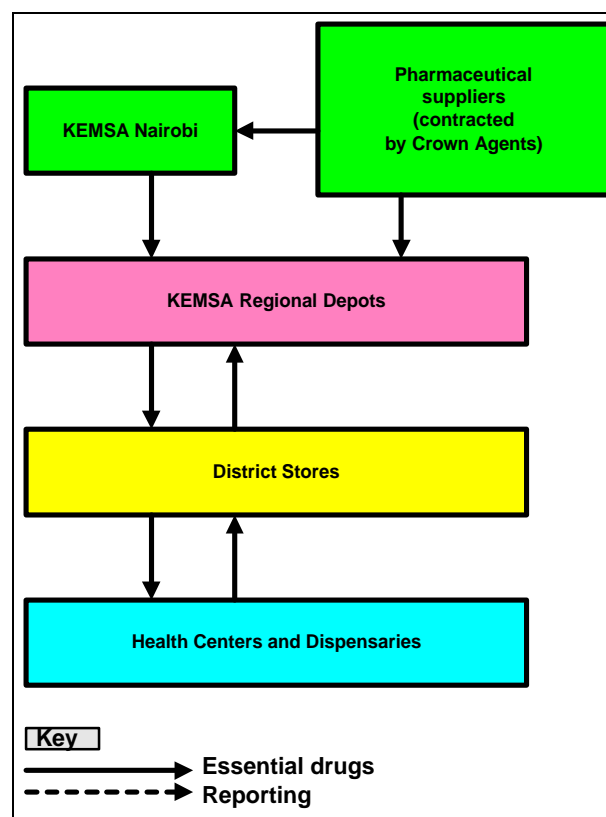 Pharmaceutical
suppliers
(contracted
by Crown Agents)
KEMSA Nairobi
KEMSA Regional Depots
District Stores
Health Centers and Dispensaries
Key
Essential drugs
Reporting